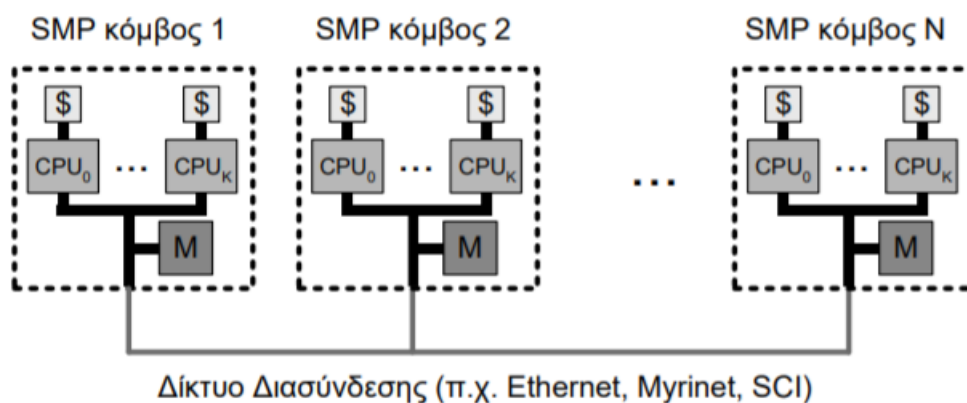 SMP κόμβος 1 SMP κόμβος 2 SMP κόμβος N
$ $ $ $ $ $
CPU0 ... CPUK CPU0 ... CPUK ... CPU0 ... CPUK
M M M
Δίκτυο Διασύνδεσης (π.χ. Ethernet, Myrinet, SCI)